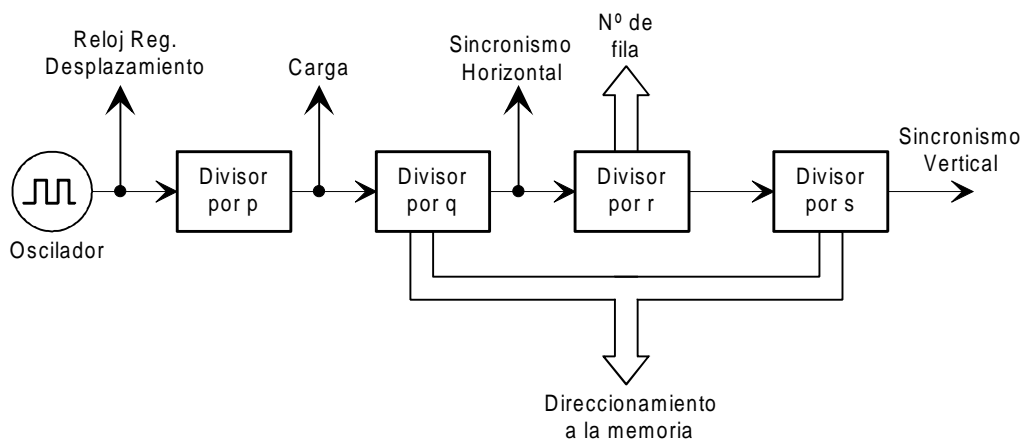 Reloj Reg.
Desplazamiento
Carga
Sincronismo
Horizontal
Nº de
fila
Sincronismo
Vertical
Oscilador
Divisor
por p
Divisor
por q
Divisor
por r
Divisor
por s
Direccionamiento
a la memoria